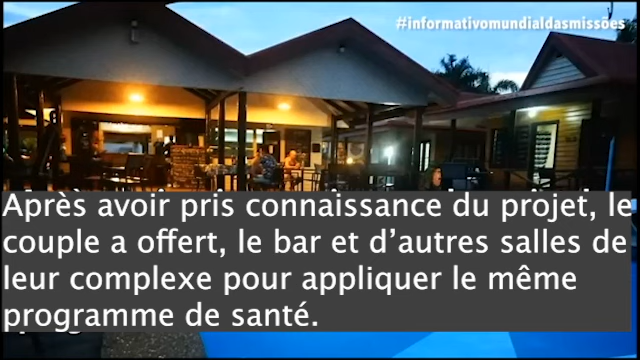 #informativomundialdasmissões
Après avoir pris connaissance du projet, le
couple a offert, le bar et d’autres salles de
leur complexe pour appliquer le même
programme de santé.